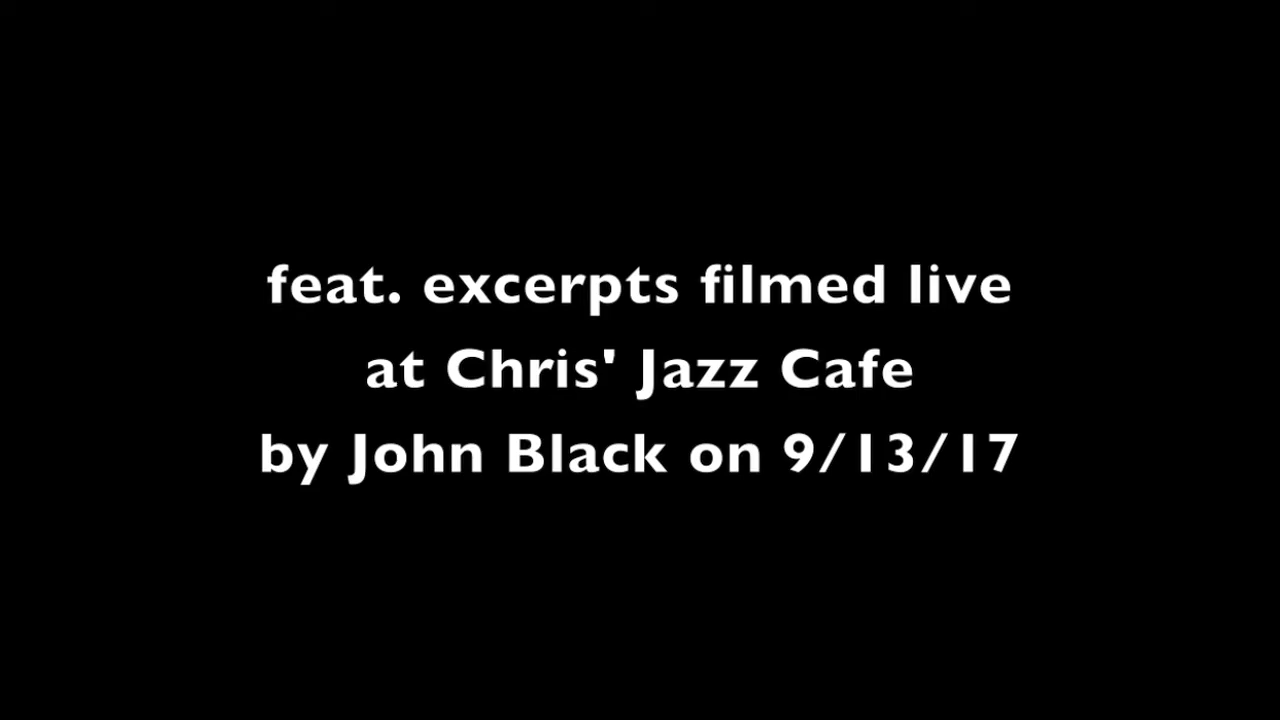 feat. excerpts filmed live
at Chris' Jazz Cafe
by John Black on 9/13/17